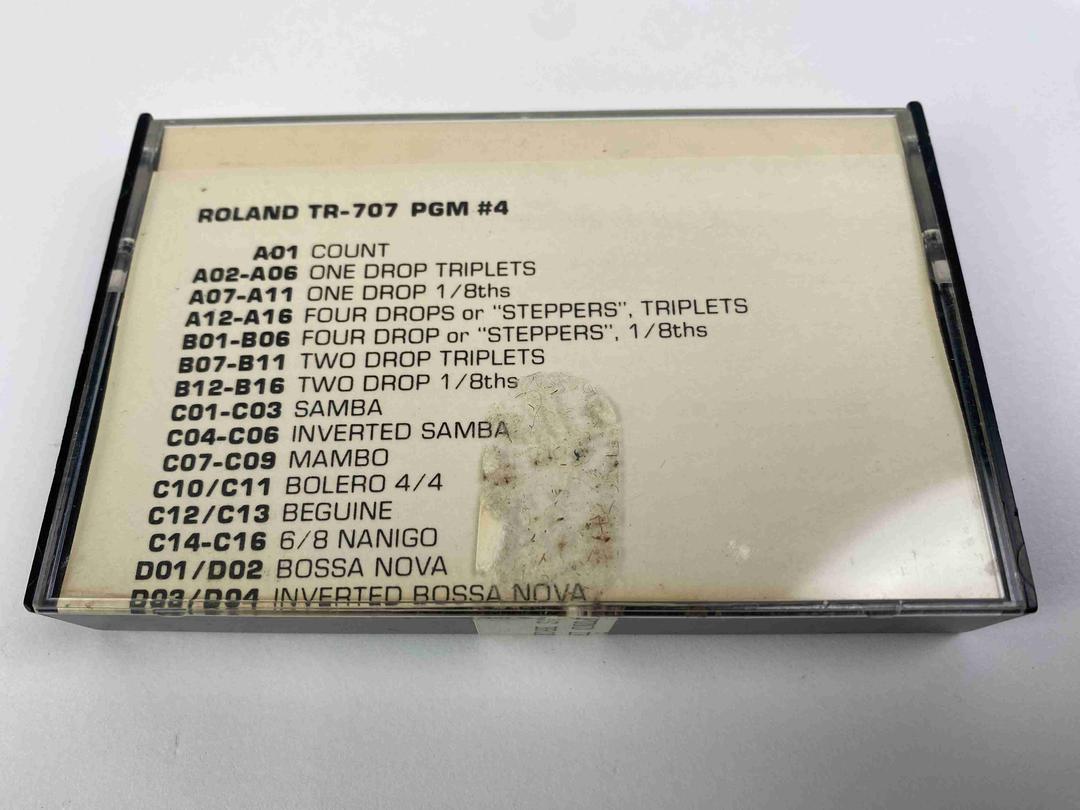 ROLAND TR-707 PGM #4
A01 COUNT
A02-A06 ONE DROP TRIPLETS
A07-A11 ONE DROP 1/8ths
A12-A16 FOUR DROPS or "STEPPERS", TRIPLETS
B01-B06 FOUR DROP or "STEPPERS", 1/8ths
B07-B11 TWO DROP TRIPLETS
B12-B16 TWO DROP 1/8ths
C01-C03 SAMBA
C04-C06 INVERTED SAMBA
C07-C09 MAMBO
C10/C11 BOLERO 4/4
C12/C13 BEGUINE
C14-C16 6/8 NANIGO
D01/D02 BOSSA NOVA
D03/D04 INVERTED BOSSA NOVA